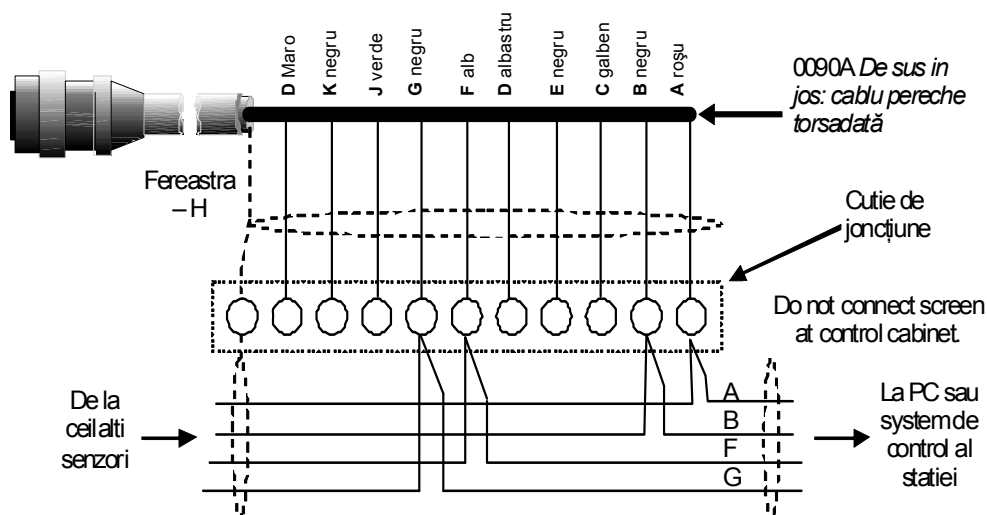 D Maro
K negru
J verde
G negru
F alb
D albastru
E negru
C galben
B negru
A roșu
0090A De sus in
jos: cablu pereche
torsadată
Fereastra
– H
Cutie de
joncțiune
Do not connect screen
at control cabinet.
De la
ceilalti
senzori
A
B
F
G
La PC sau
system de
control al
statiei